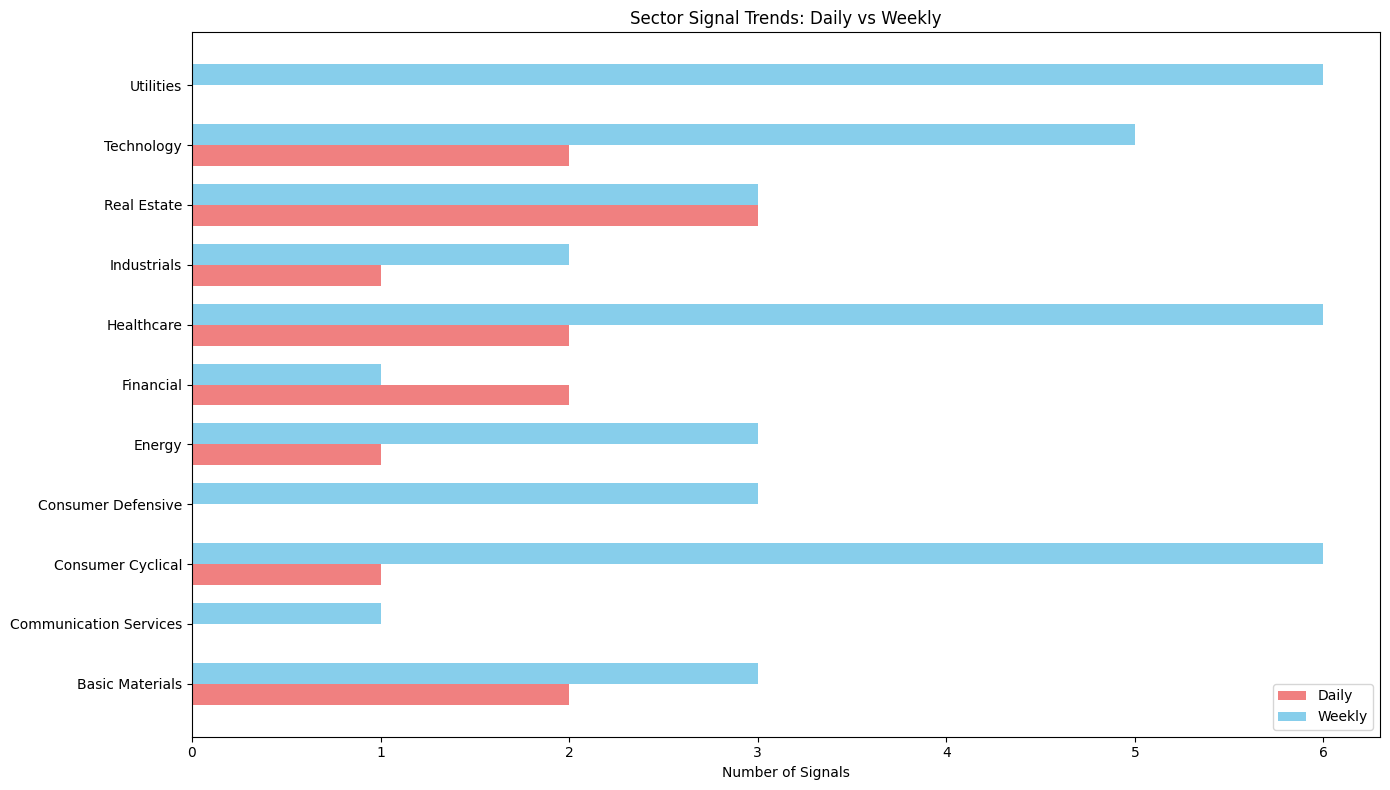 Sector Signal Trends: Daily vs Weekly
Utilities
Technology
Real Estate
Industrials
Healthcare
Financial
Energy
Consumer Defensive
Consumer Cyclical
Communication Services
Basic Materials
Daily
Weekly
0 1 2 3 4 5 6
Number of Signals